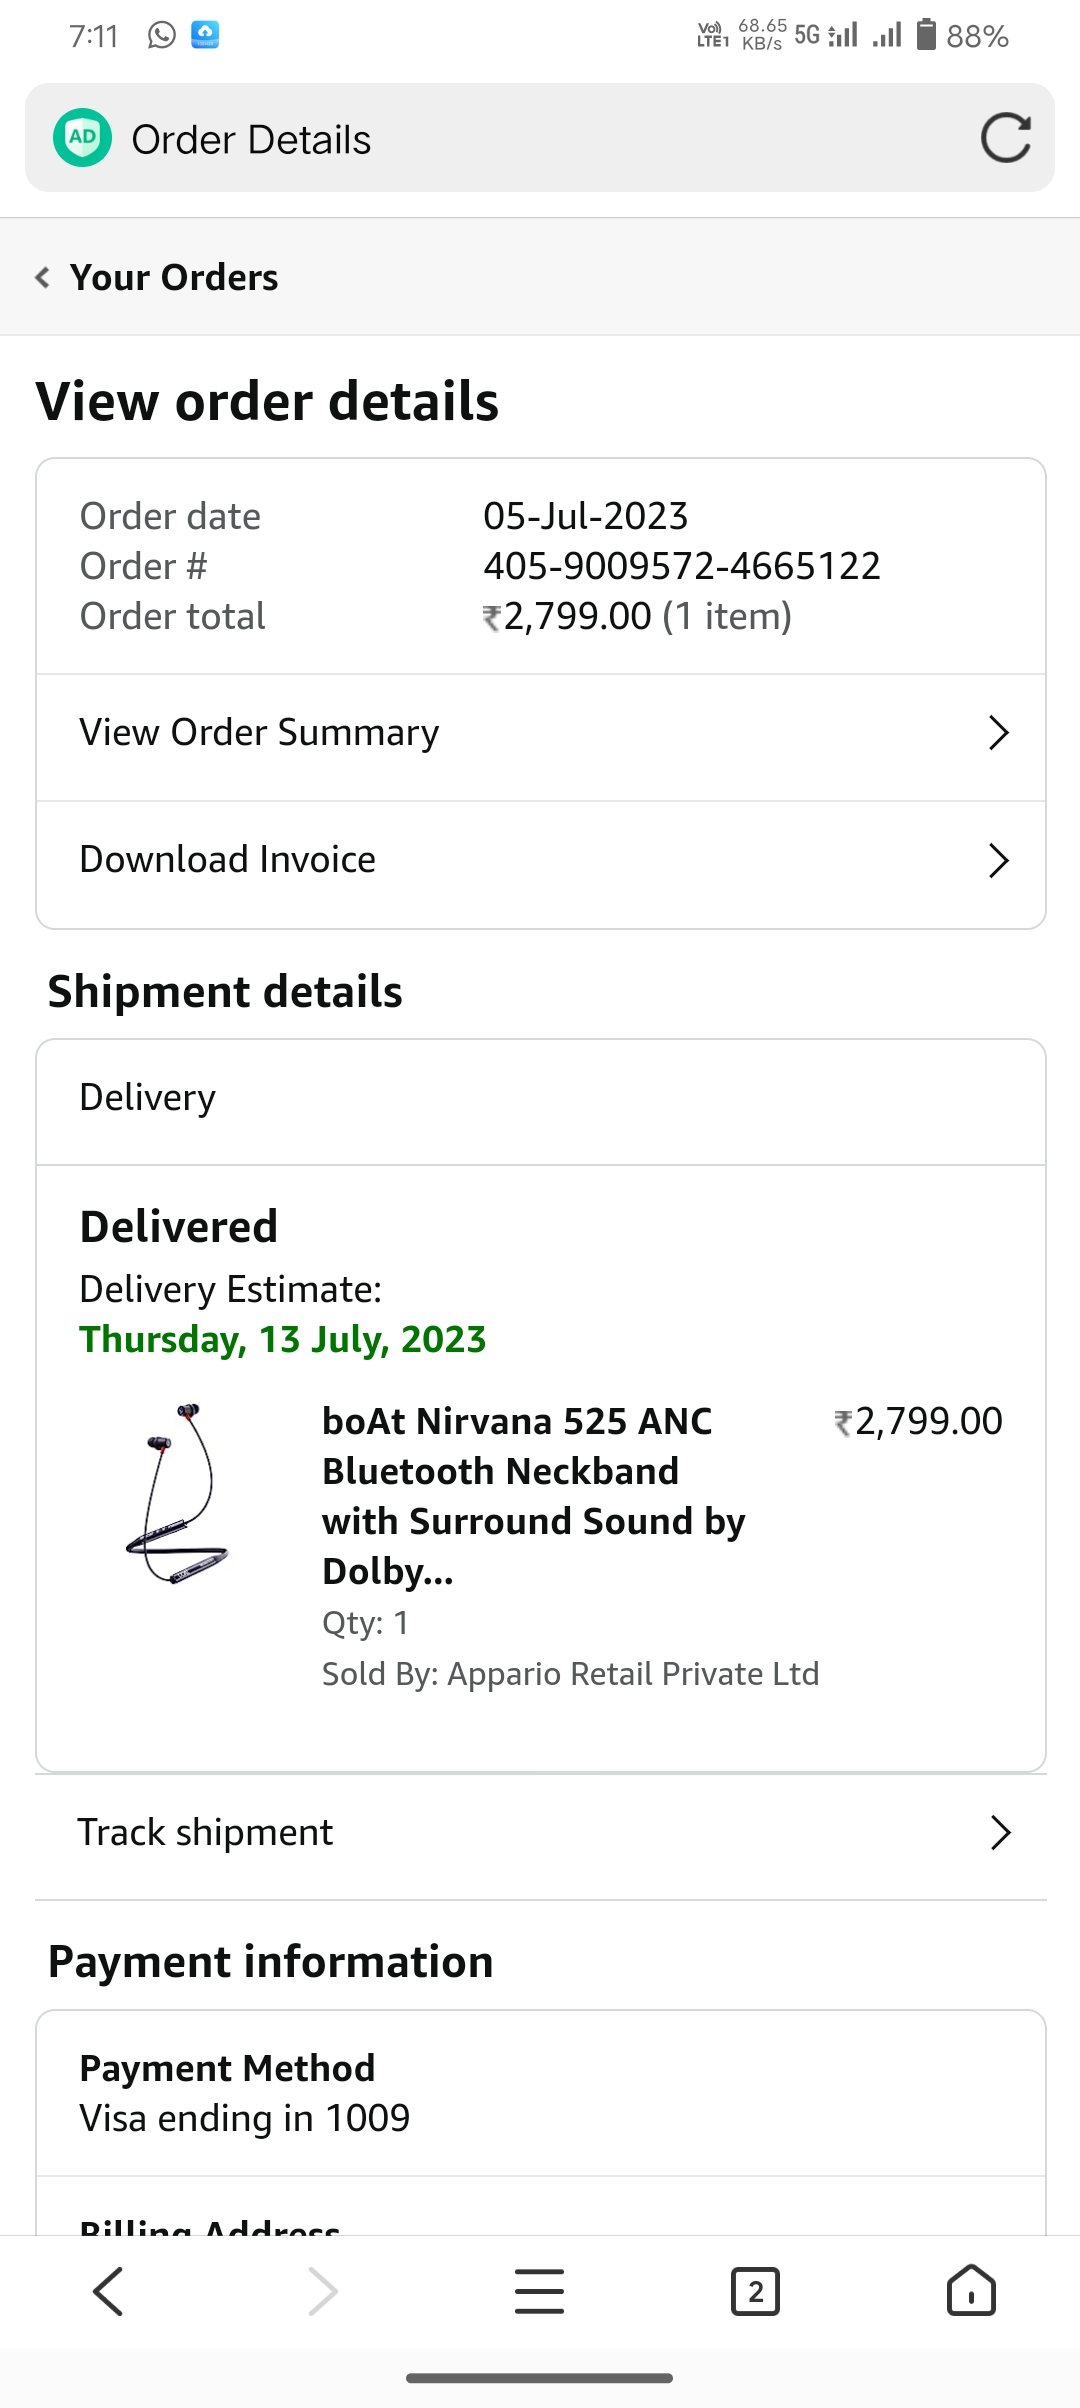 7:11
Vo) LTE1 68.65 KB/s 5G 88%
AD Order Details
Your Orders
View order details
Order date 05-Jul-2023
Order # 405-9009572-4665122
Order total ₹2,799.00 (1 item)
View Order Summary
Download Invoice
Shipment details
Delivery
Delivered
Delivery Estimate:
Thursday, 13 July, 2023
boAt Nirvana 525 ANC ₹2,799.00
Bluetooth Neckband
with Surround Sound by
Dolby...
Qty: 1
Sold By: Appario Retail Private Ltd
Track shipment
Payment information
Payment Method
Visa ending in 1009
Billing Address
2